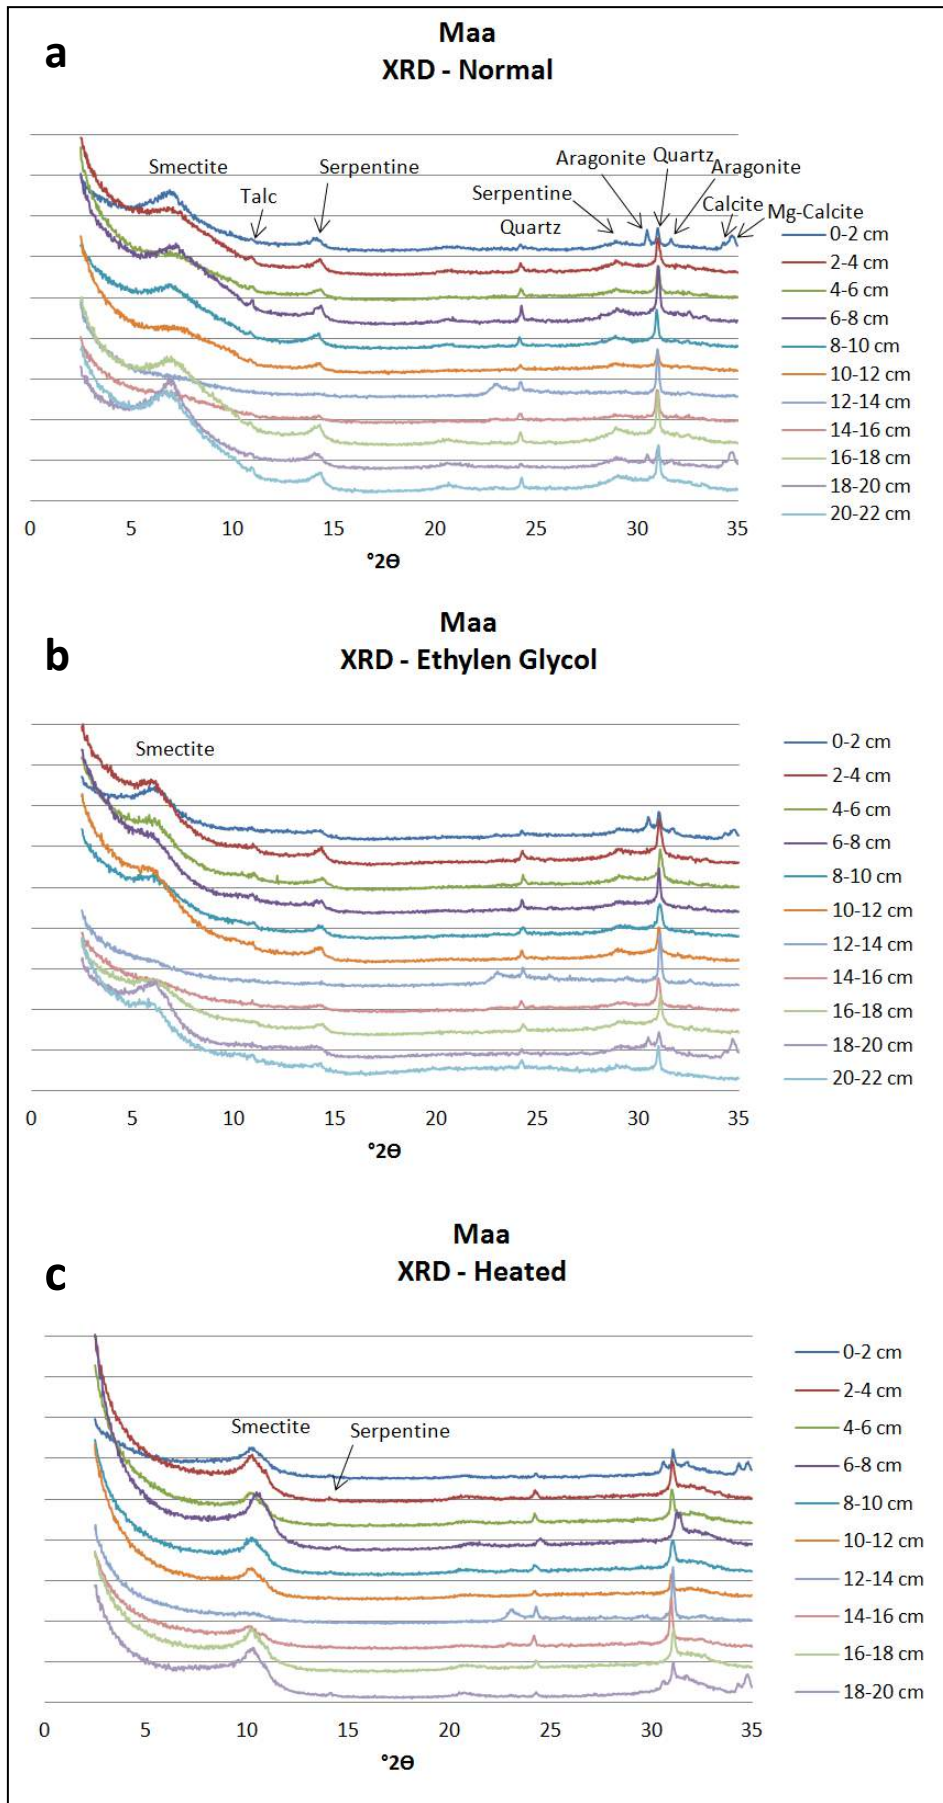 a
Maa
XRD - Normal
Smectite
Talc
Serpentine
Serpentine
Quartz
Aragonite
Quartz
Aragonite
Calcite
Mg-Calcite
0-2 cm
2-4 cm
4-6 cm
6-8 cm
8-10 cm
10-12 cm
12-14 cm
14-16 cm
16-18 cm
18-20 cm
20-22 cm
0 5 10 15 20 25 30 35
°2Θ
b
Maa
XRD - Ethylen Glycol
Smectite
0-2 cm
2-4 cm
4-6 cm
6-8 cm
8-10 cm
10-12 cm
12-14 cm
14-16 cm
16-18 cm
18-20 cm
20-22 cm
0 5 10 15 20 25 30 35
°2Θ
c
Maa
XRD - Heated
Smectite
Serpentine
0-2 cm
2-4 cm
4-6 cm
6-8 cm
8-10 cm
10-12 cm
12-14 cm
14-16 cm
16-18 cm
18-20 cm
0 5 10 15 20 25 30 35
°2Θ